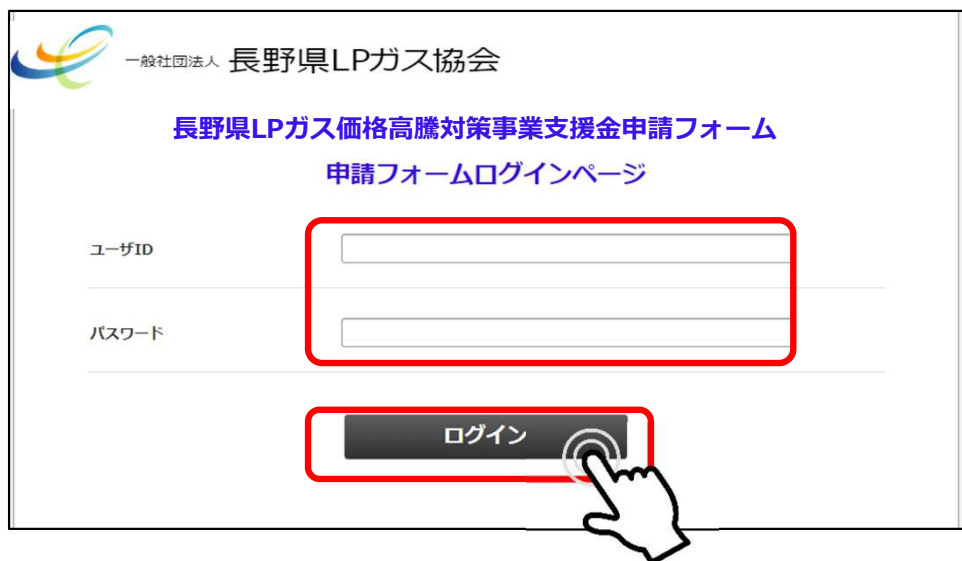 一般社団法人 長野県LPガス協会
長野県LPガス価格高騰対策事業支援金申請フォーム
申請フォームログインページ
ユーザID
パスワード
ログイン